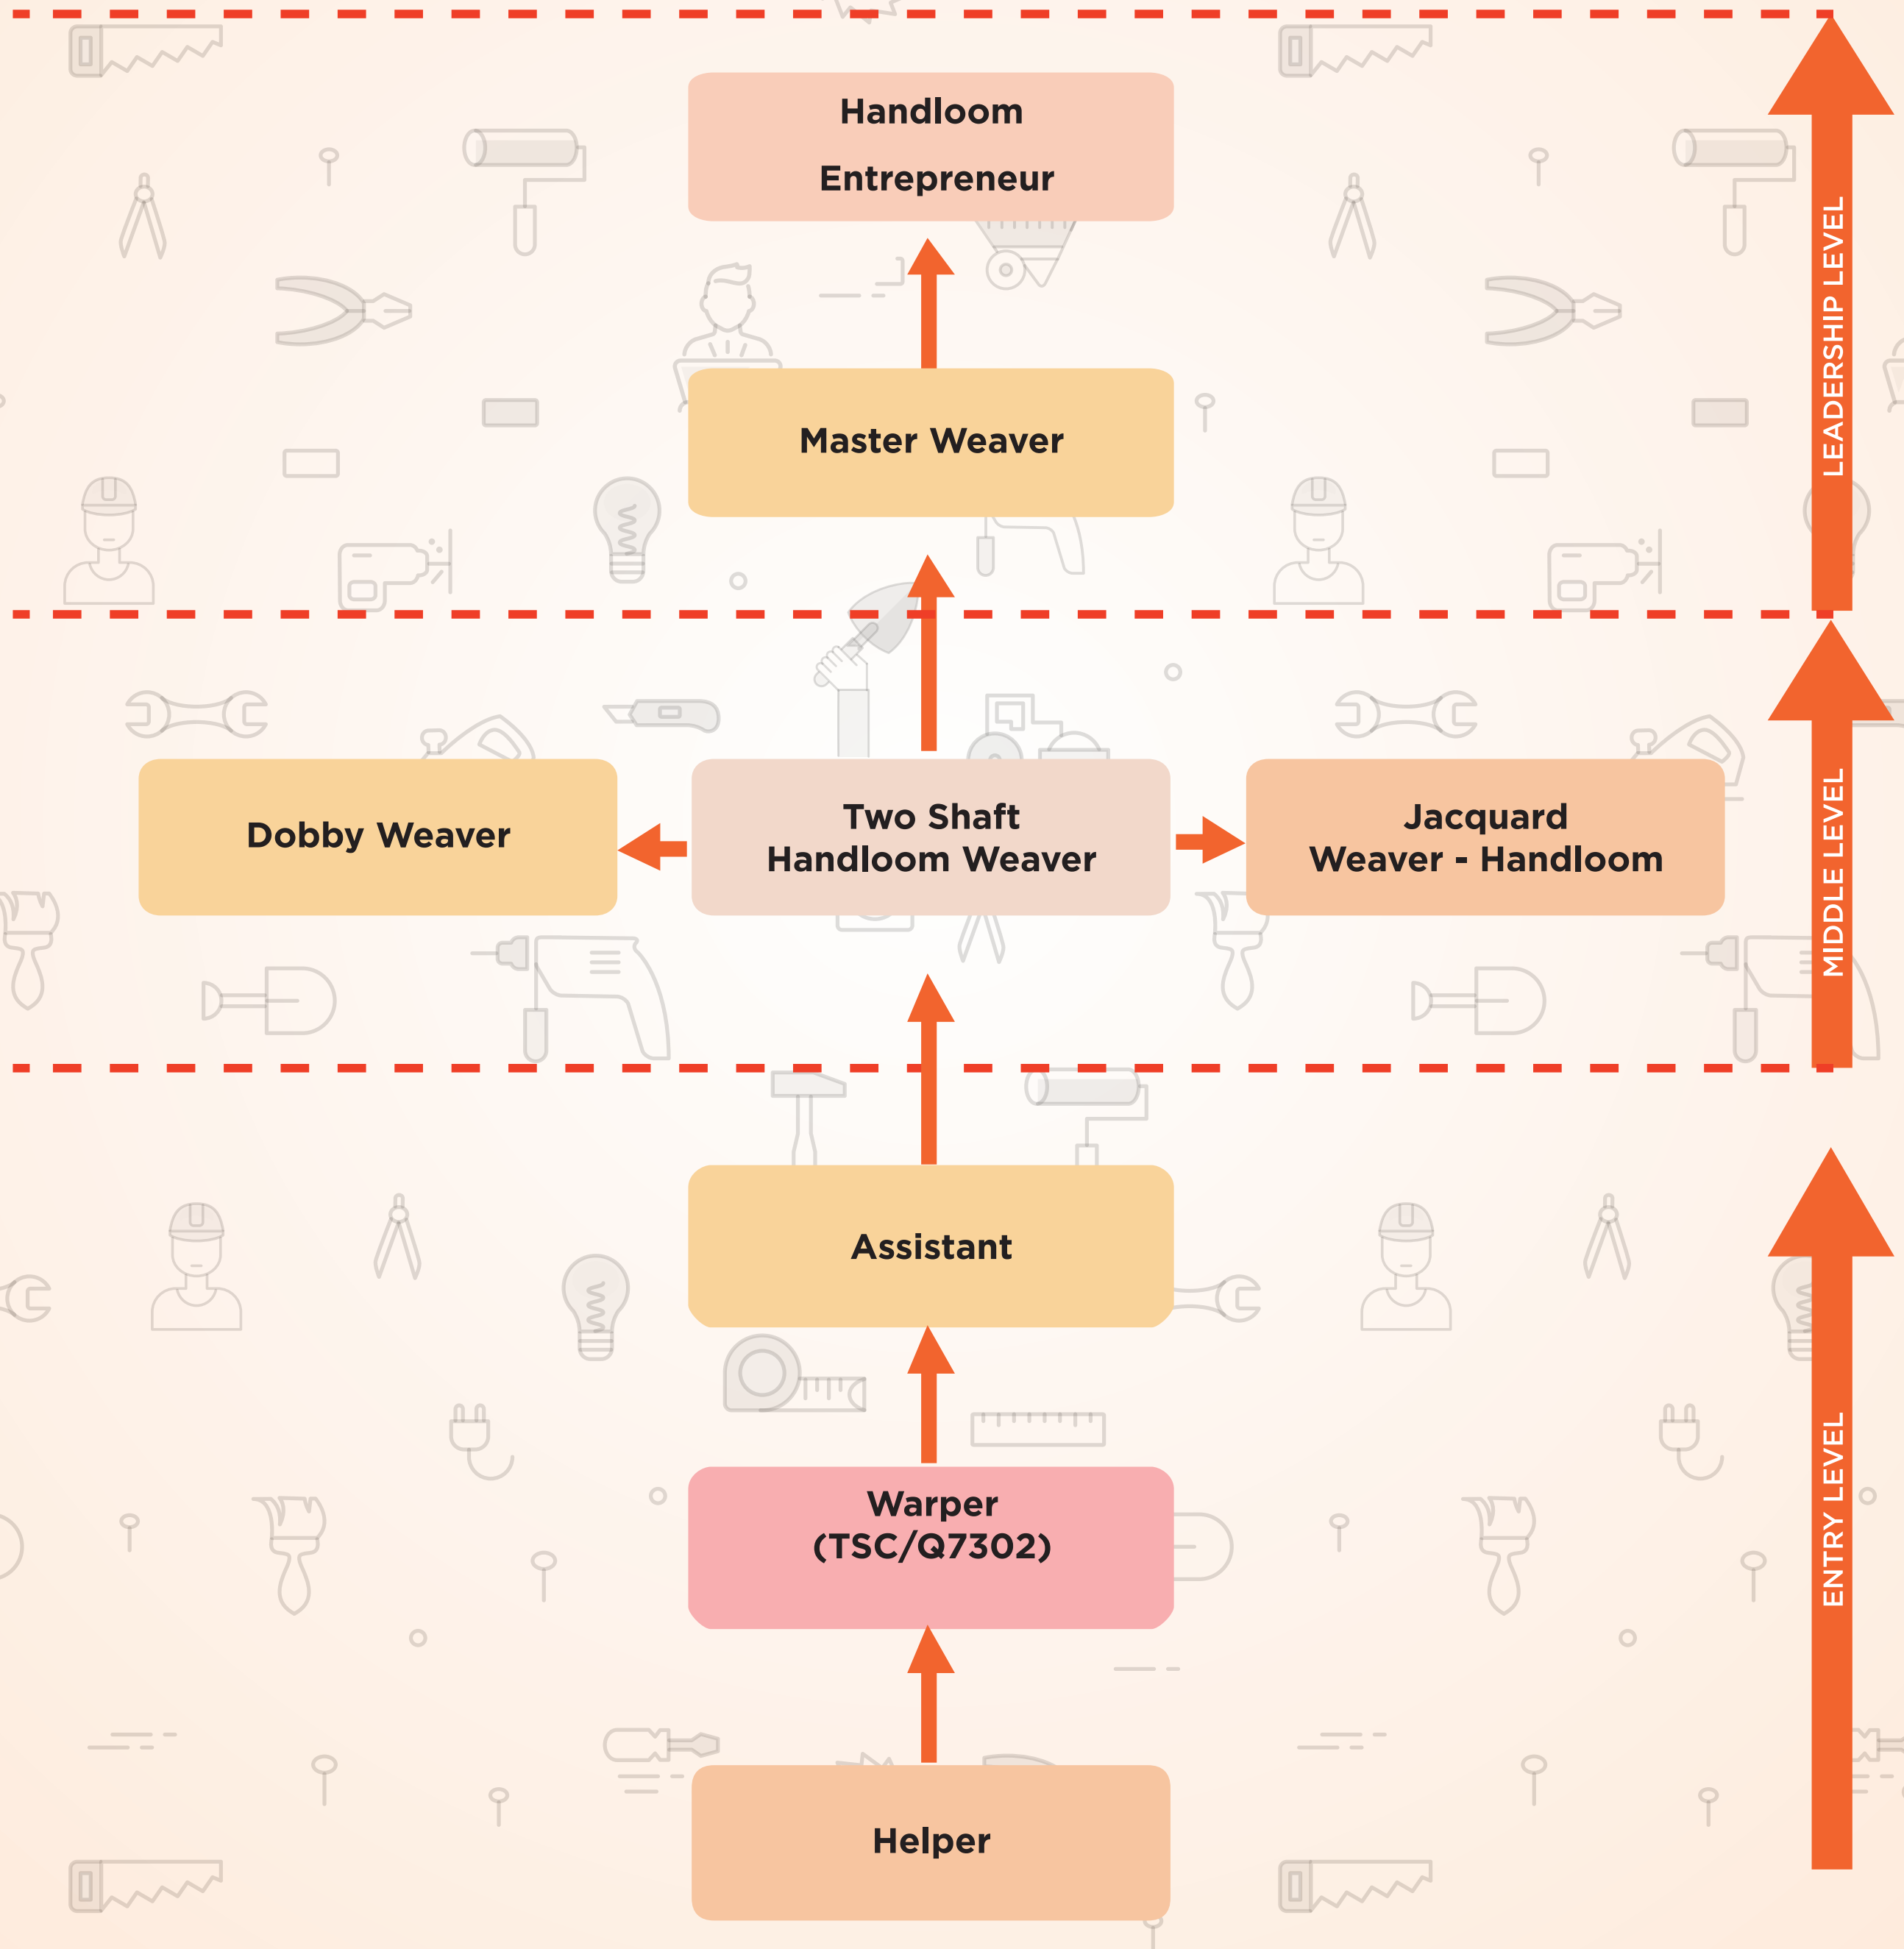 Handloom
Entrepreneur
Master Weaver
LEADERSHIP LEVEL
Dobby Weaver
Two Shaft
Handloom Weaver
Jacquard
Weaver - Handloom
MIDDLE LEVEL
Assistant
Warper
(TSC/Q7302)
Helper
ENTRY LEVEL